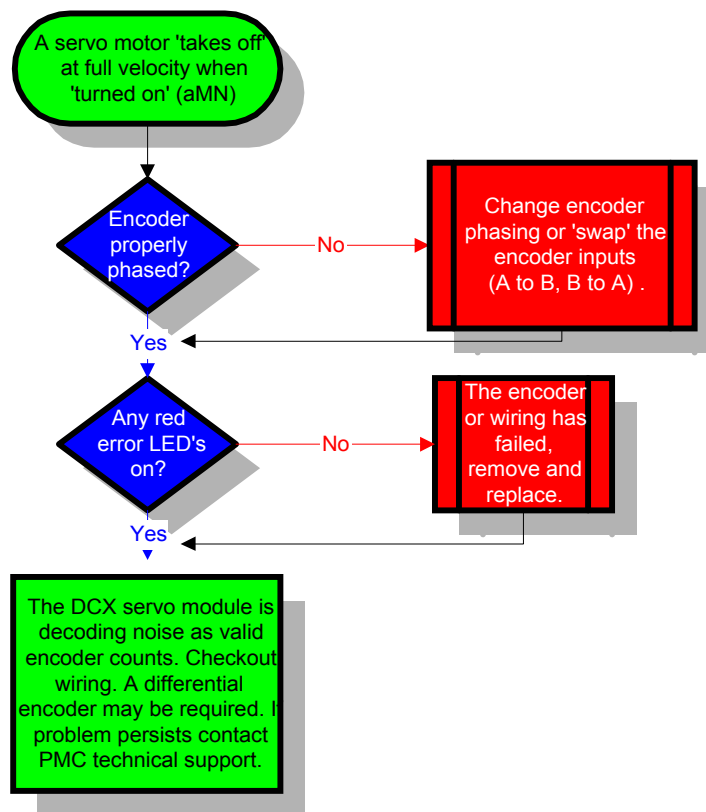 A servo motor 'takes off'
at full velocity when
'turned on' (aMN)
Encoder
properly
phased?
No
Change encoder
phasing or 'swap' the
encoder inputs
(A to B, B to A) .
Yes
Any red
error LED's
on?
No
The encoder
or wiring has
failed,
remove and
replace.
Yes
The DCX servo module is
decoding noise as valid
encoder counts. Checkout
wiring. A differential
encoder may be required. If
problem persists contact
PMC technical support.